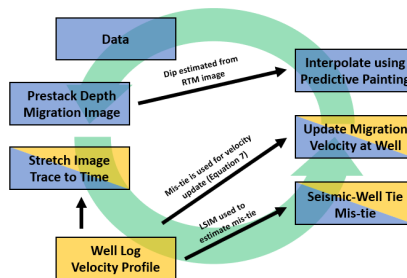 Data
Dip estimated from
RTM image
Interpolate using
Predictive Painting
Prestack Depth
Migration Image
Mis-tie is used for velocity
update (Equation 7)
Update Migration
Velocity at Well
Stretch Image
Trace to Time
LSIM used to
estimate mis-tie
Seismic-Well Tie
Mis-tie
Well Log
Velocity Profile